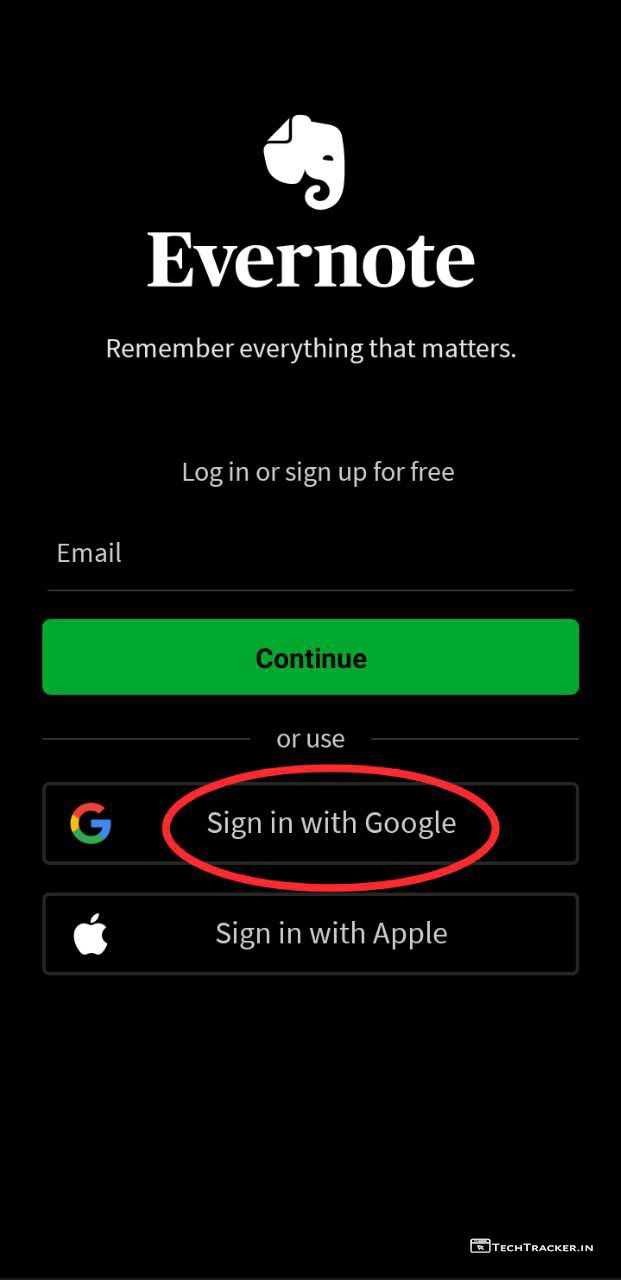 Evernote
Remember everything that matters.
Log in or sign up for free
Email
Continue
or use
Sign in with Google
Sign in with Apple
TECHTRACKER.IN